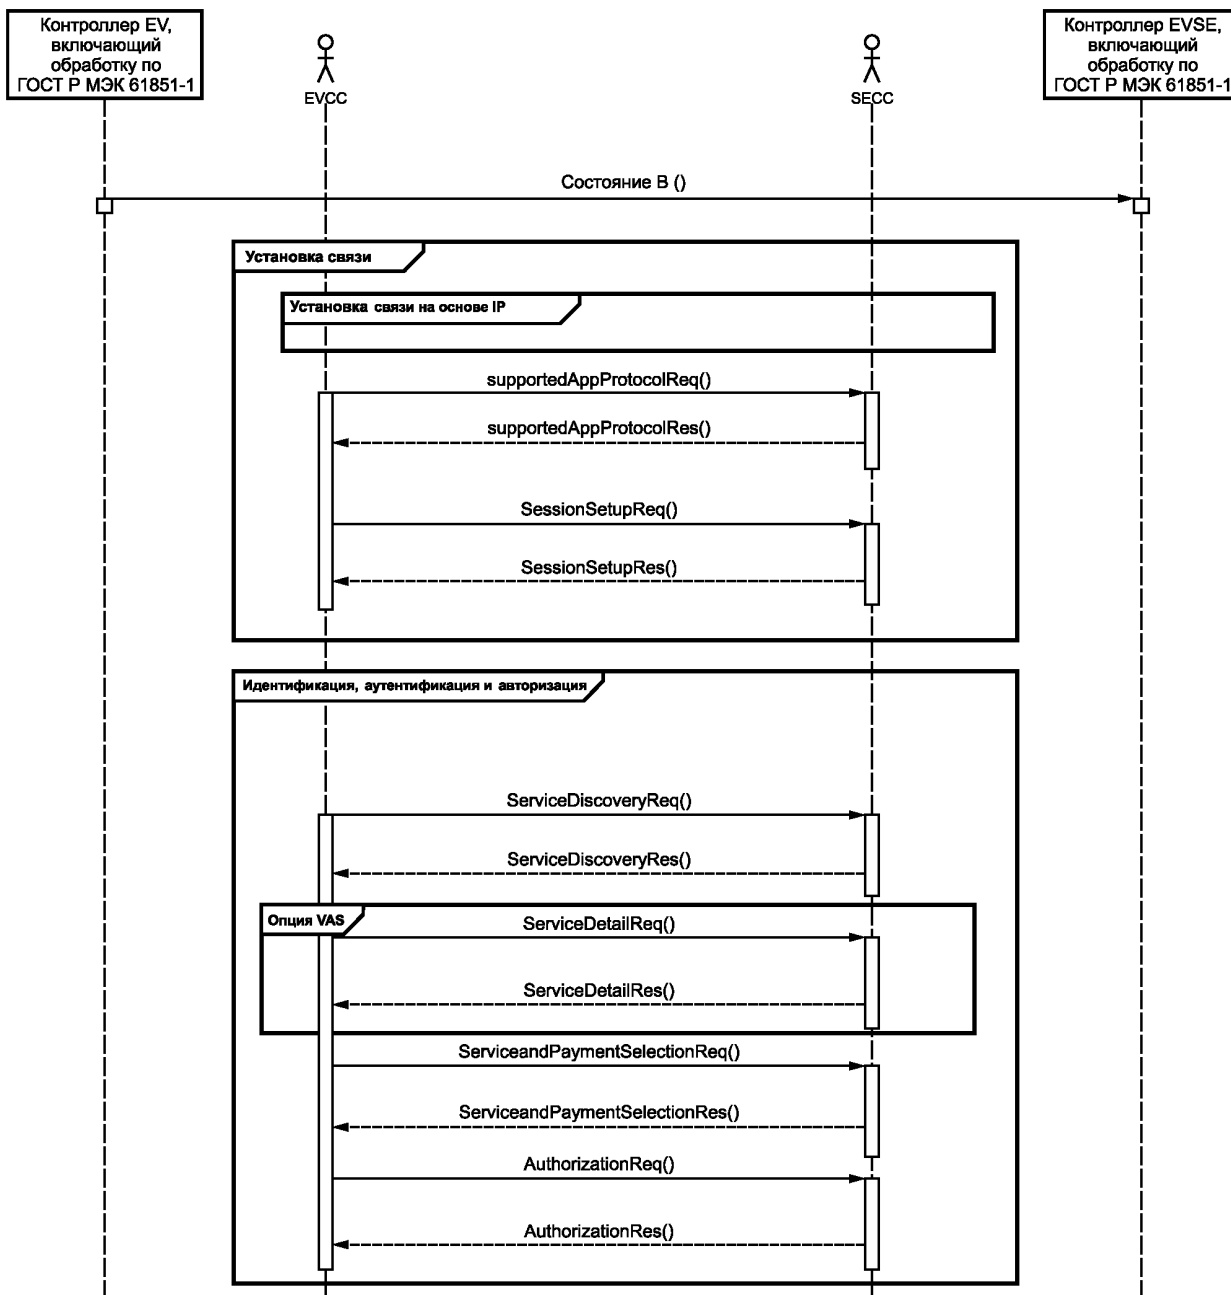 Контроллер EV,
включающий
обработку по
ГОСТ Р МЭК 61851-1
EVCC
SECC
Контроллер EVSE,
включающий
обработку по
ГОСТ Р МЭК 61851-1
Состояние B ()
Установка связи
Установка связи на основе IP
supportedAppProtocolReq()
supportedAppProtocolRes()
SessionSetupReq()
SessionSetupRes()
Идентификация, аутентификация и авторизация
ServiceDiscoveryReq()
ServiceDiscoveryRes()
Опция VAS
ServiceDetailReq()
ServiceDetailRes()
ServiceandPaymentSelectionReq()
ServiceandPaymentSelectionRes()
AuthorizationReq()
AuthorizationRes()